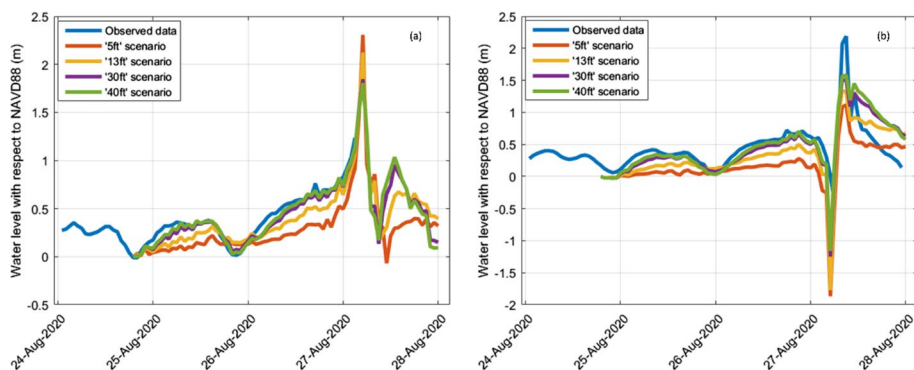 2.5
2
1.5
1
0.5
0
-0.5
Water level with respect to NAVD88 (m)
Observed data
'5ft' scenario
'13ft' scenario
'30ft' scenario
'40ft' scenario
(a)
24-Aug-2020
25-Aug-2020
26-Aug-2020
27-Aug-2020
28-Aug-2020
2.5
2
1.5
1
0.5
0
-0.5
-1
-1.5
-2
Water level with respect to NAVD88 (m)
Observed data
'5ft' scenario
'13ft' scenario
'30ft' scenario
'40ft' scenario
(b)
24-Aug-2020
25-Aug-2020
26-Aug-2020
27-Aug-2020
28-Aug-2020